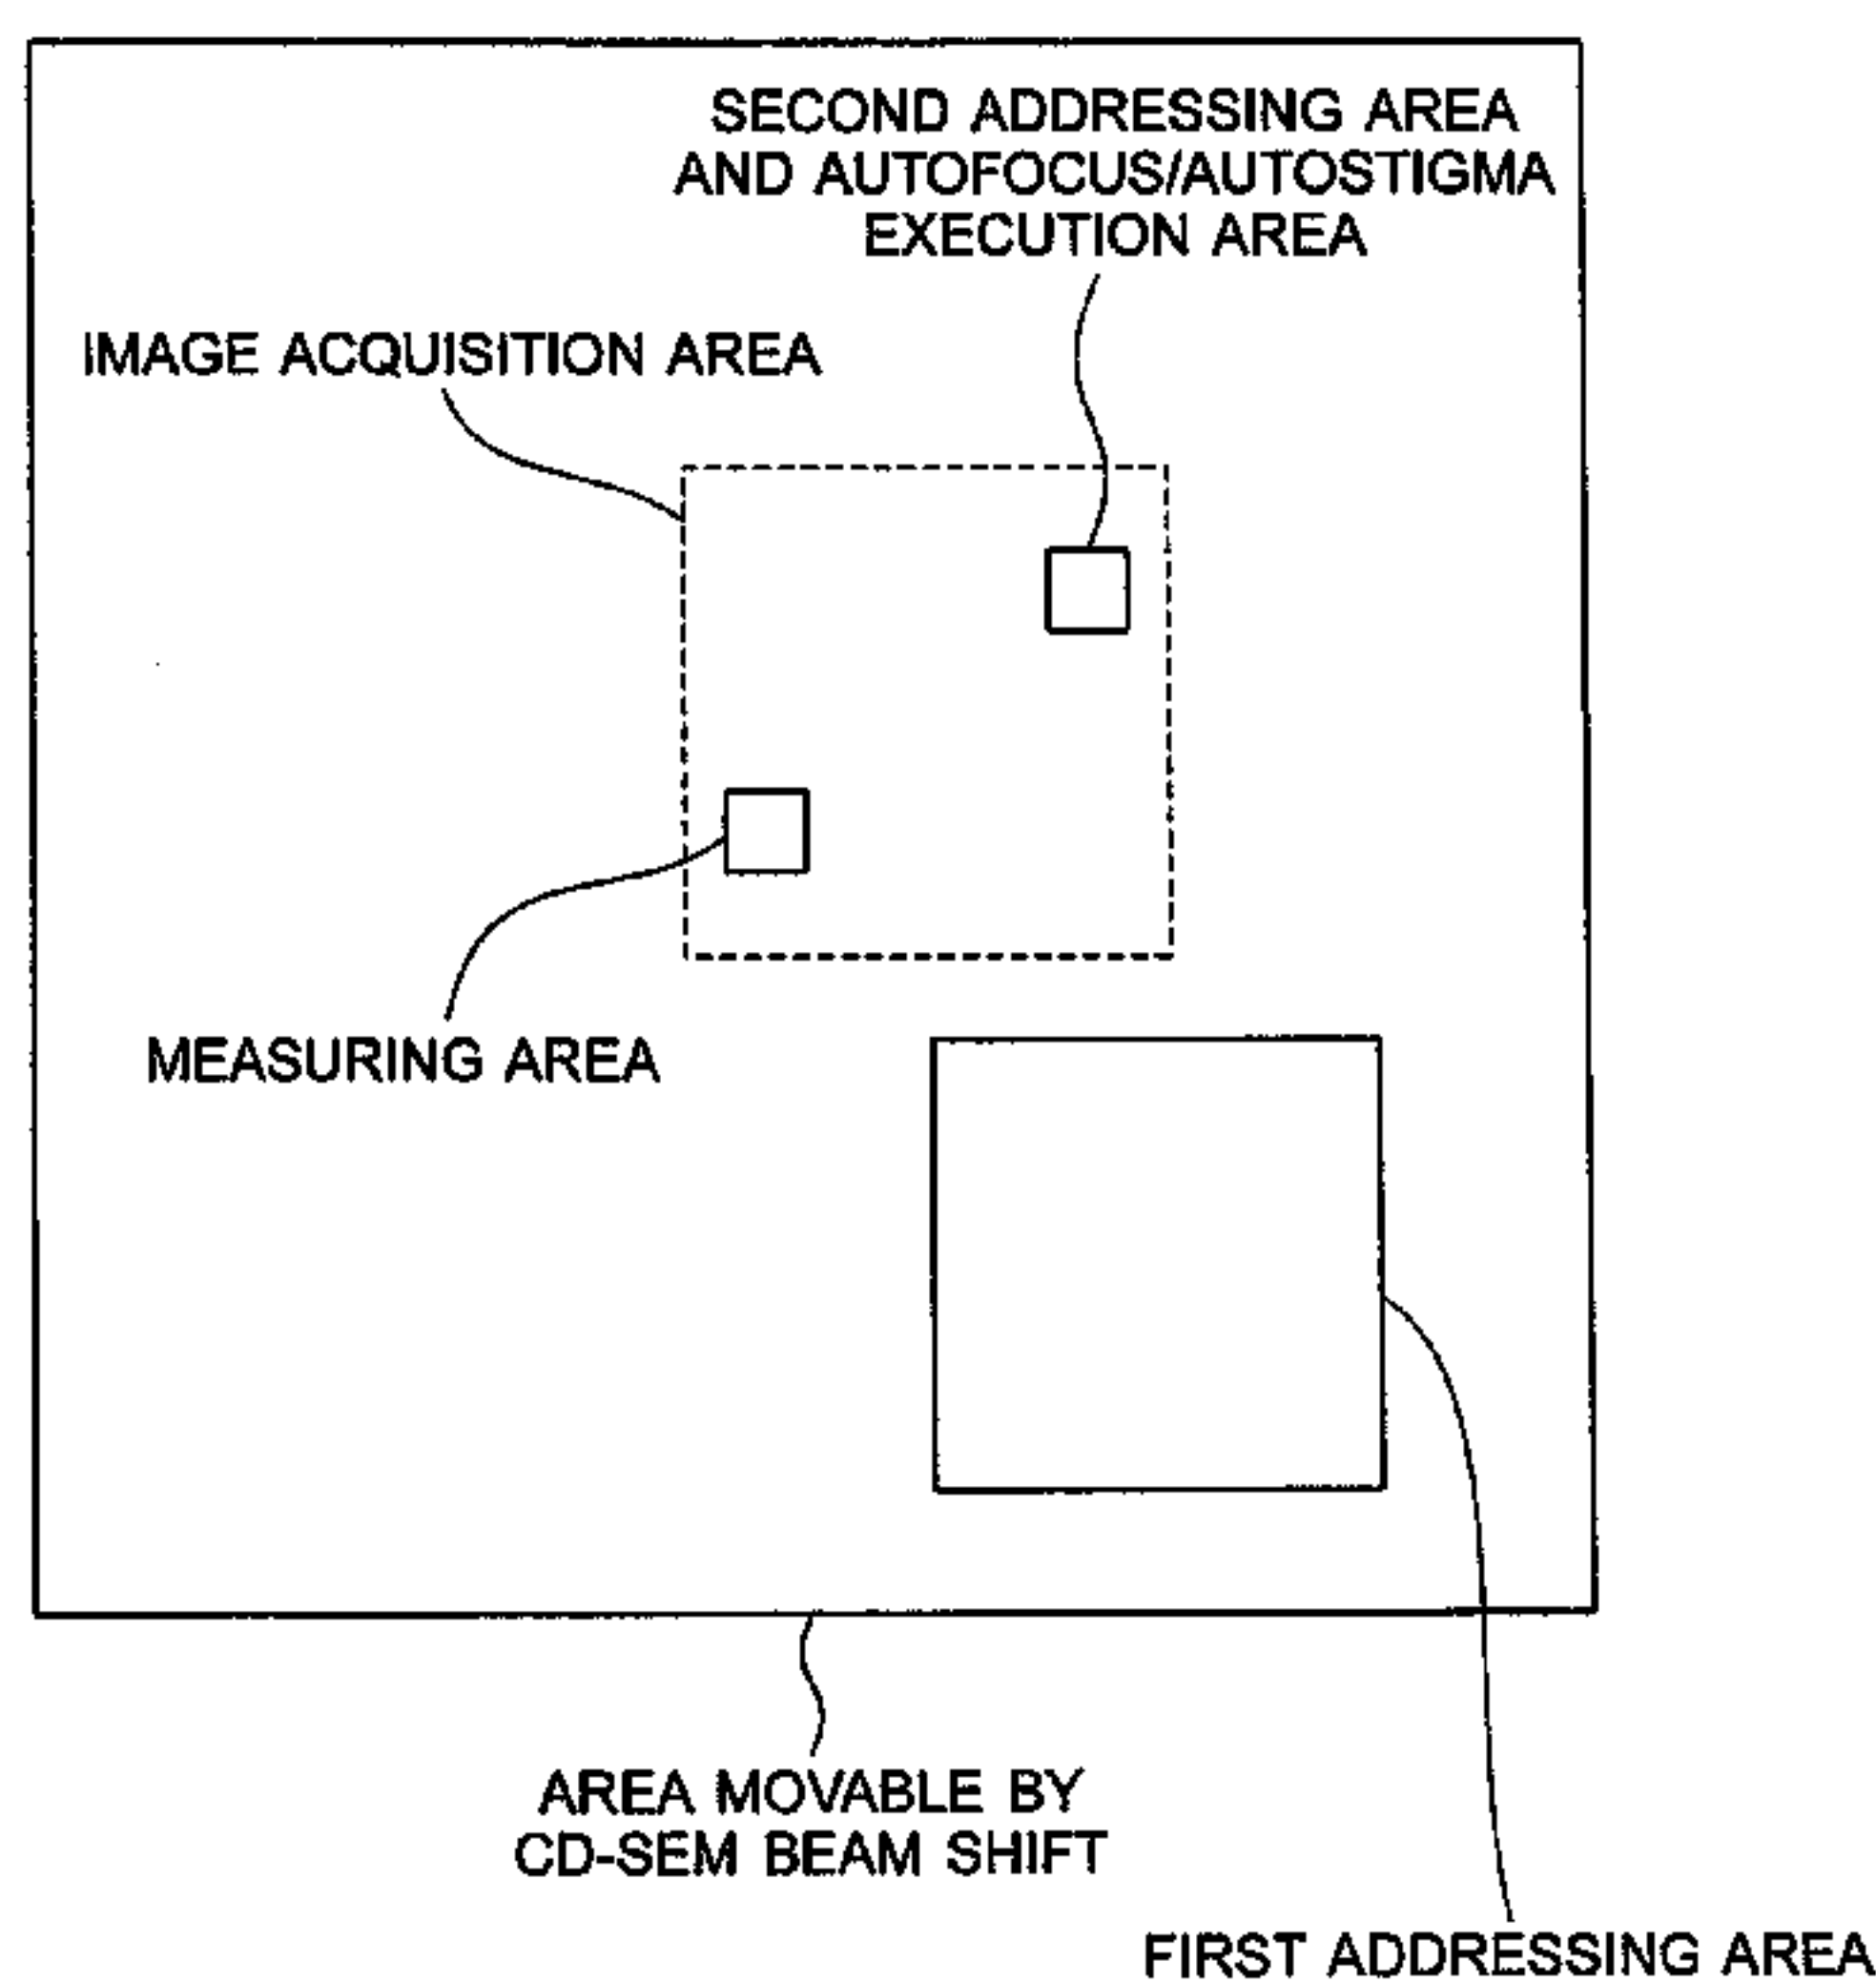 SECOND ADDRESSING AREA
AND AUTOFOCUS/AUTOSTIGMA
EXECUTION AREA
IMAGE ACQUISITION AREA
MEASURING AREA
AREA MOVABLE BY
CD-SEM BEAM SHIFT
FIRST ADDRESSING AREA